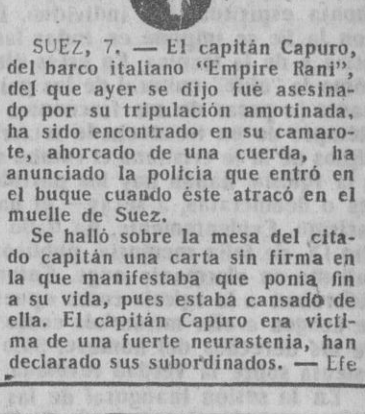 SUEZ, 7. — El capitán Capuro,
del barco italiano "Empire Rani",
del que ayer se dijo fué asesina-
do por su tripulación amotinada,
ha sido encontrado en su camaro-
te, ahorcado de una cuerda, ha
anunciado la policia que entró en
el buque cuando éste atracó en el
muelle de Suez.
Se halló sobre la mesa del cita-
do capitán una carta sin firma en
la que manifestaba que ponia fin
a su vida, pues estaba cansado de
ella. El capitán Capuro era victi-
ma de una fuerte neurastenia, han
declarado sus subordinados. — Efe